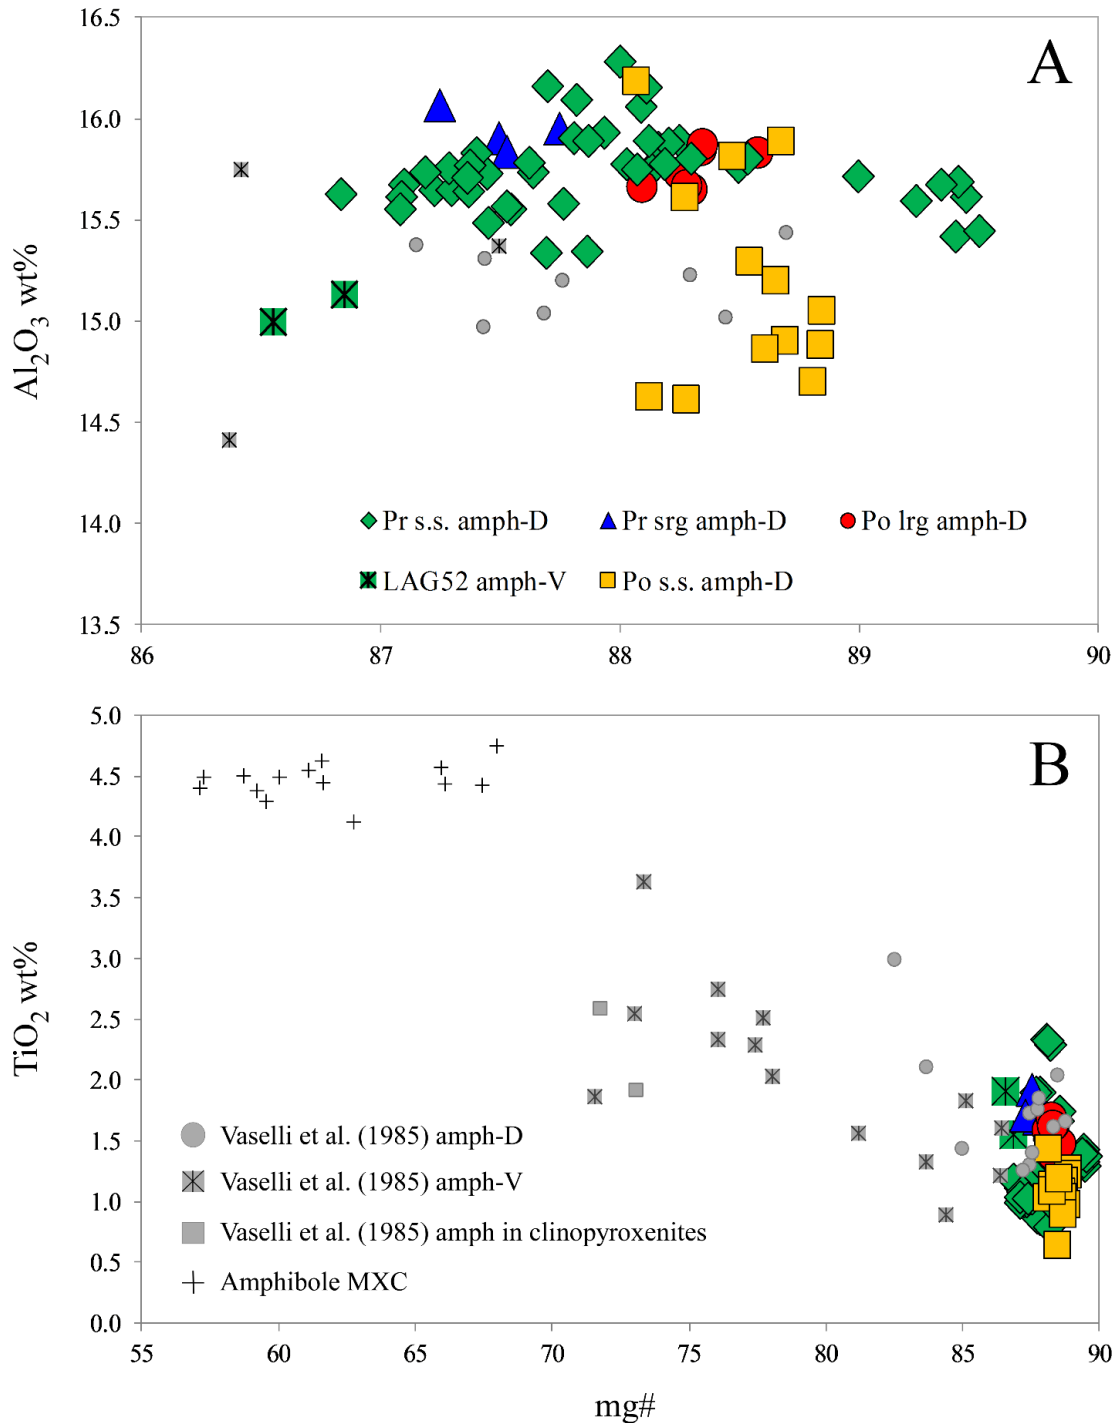 16.5
A
16.0
15.5
15.0
14.5
14.0
13.5
Al2O3 wt%
Pr s.s. amph-D
Pr srg amph-D
Po lrg amph-D
LAG52 amph-V
Po s.s. amph-D
86 87 88 89 90
5.0
B
4.5
4.0
3.5
3.0
2.5
2.0
1.5
1.0
0.5
0.0
TiO2 wt%
Vaselli et al. (1985) amph-D
Vaselli et al. (1985) amph-V
Vaselli et al. (1985) amph in clinopyroxenites
Amphibole MXC
55 60 65 70 75 80 85 90
mg#